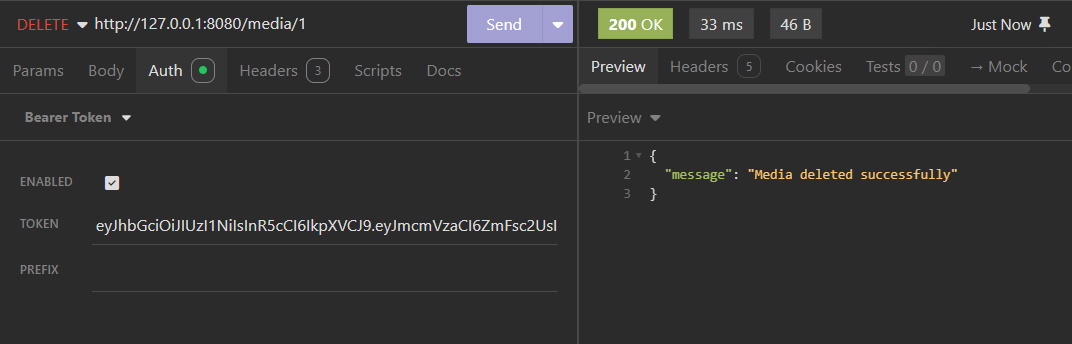 DELETE http://127.0.0.1:8080/media/1 Send
200 OK 33 ms 46 B Just Now
Params Body Auth Headers 3 Scripts Docs
Preview Headers 5 Cookies Tests 0 / 0 → Mock Co
Bearer Token
Preview
ENABLED
TOKEN eyJhbGciOiJIUzI1NiIsInR5cCI6IkpXVCJ9.eyJmcmVzaCI6ZmFsc2UsI
PREFIX
1 {
2 "message": "Media deleted successfully"
3 }